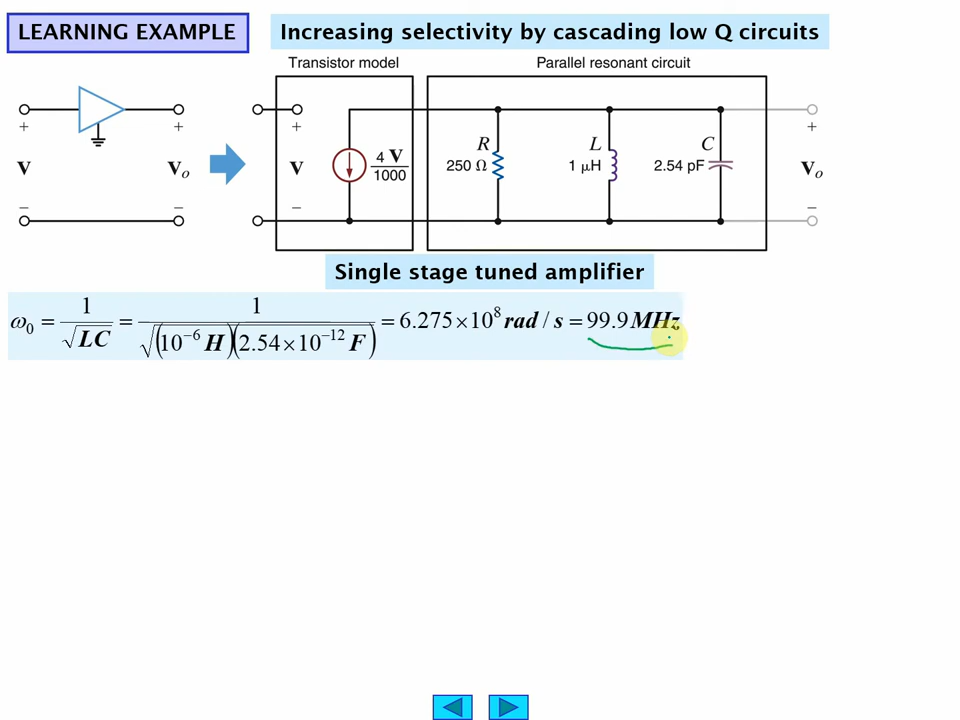 LEARNING EXAMPLE
Increasing selectivity by cascading low Q circuits
Transistor model
Parallel resonant circuit
+ + + +
V Vo V 4 V / 1000 R 250 Ω L 1 μH C 2.54 pF Vo
– – – –
Single stage tuned amplifier
ω₀ = 1/√LC = 1/√(10⁻⁶ H)(2.54×10⁻¹² F) = 6.275×10⁸ rad / s = 99.9 MHz